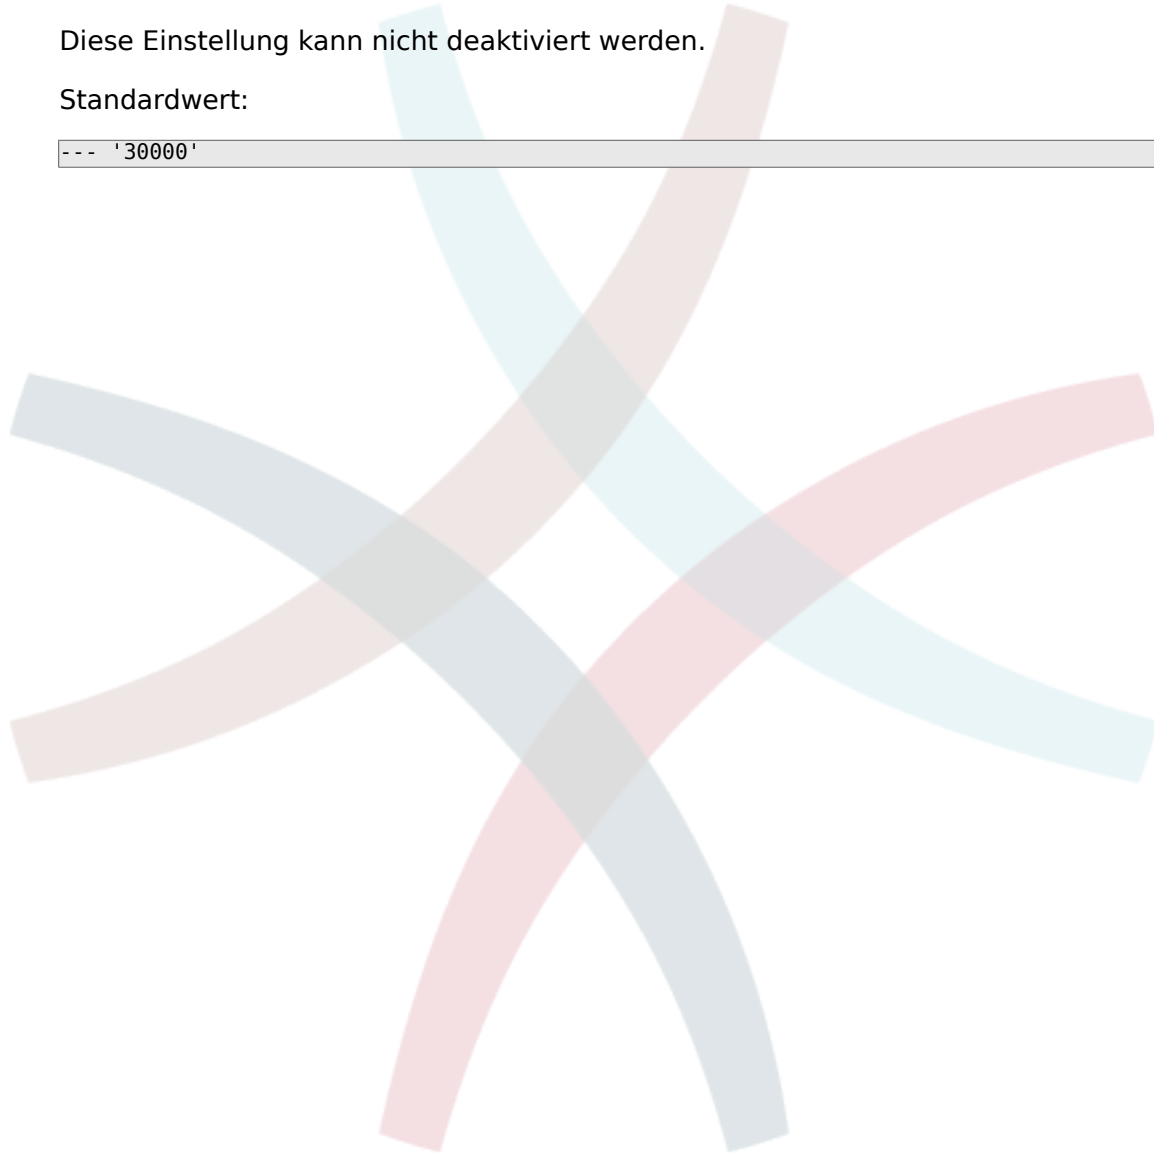 Diese Einstellung kann nicht deaktiviert werden.
Standardwert:
--- '30000'